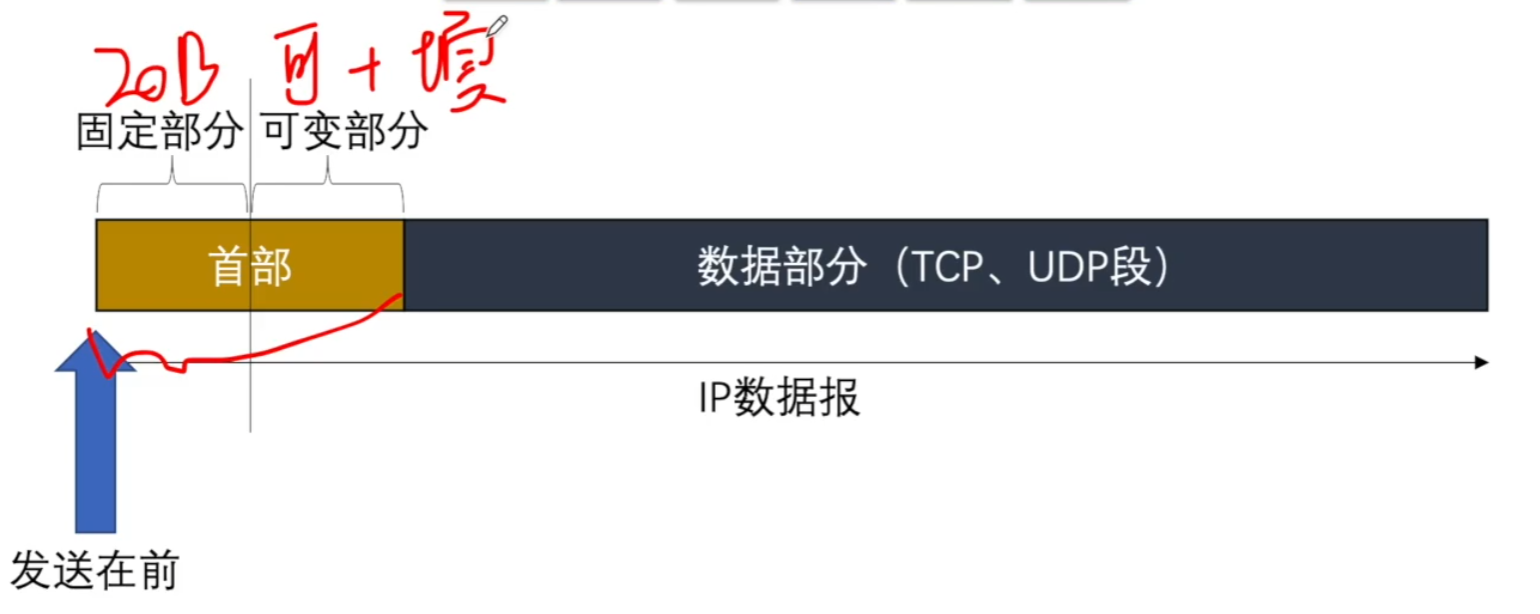 20B 可+填
固定部分 可变部分
首部 数据部分（TCP、UDP段）
IP数据报
发送在前